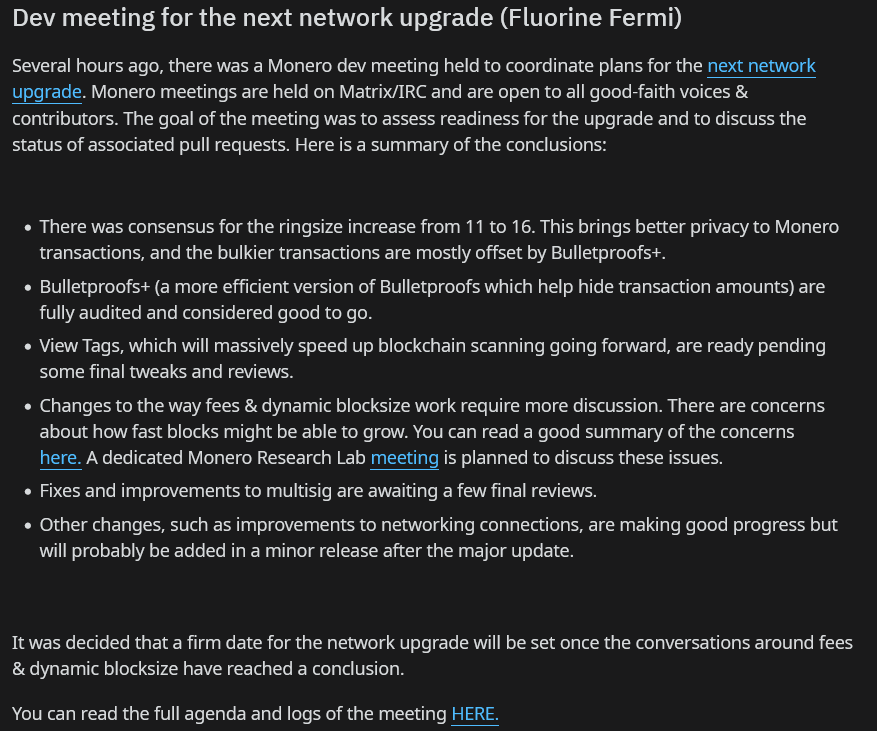 Dev meeting for the next network upgrade (Fluorine Fermi)
Several hours ago, there was a Monero dev meeting held to coordinate plans for the next network
upgrade. Monero meetings are held on Matrix/IRC and are open to all good-faith voices &
contributors. The goal of the meeting was to assess readiness for the upgrade and to discuss the
status of associated pull requests. Here is a summary of the conclusions:
• There was consensus for the ringsize increase from 11 to 16. This brings better privacy to Monero
transactions, and the bulkier transactions are mostly offset by Bulletproofs+.
• Bulletproofs+ (a more efficient version of Bulletproofs which help hide transaction amounts) are
fully audited and considered good to go.
• View Tags, which will massively speed up blockchain scanning going forward, are ready pending
some final tweaks and reviews.
• Changes to the way fees & dynamic blocksize work require more discussion. There are concerns
about how fast blocks might be able to grow. You can read a good summary of the concerns
here. A dedicated Monero Research Lab meeting is planned to discuss these issues.
• Fixes and improvements to multisig are awaiting a few final reviews.
• Other changes, such as improvements to networking connections, are making good progress but
will probably be added in a minor release after the major update.
It was decided that a firm date for the network upgrade will be set once the conversations around fees
& dynamic blocksize have reached a conclusion.
You can read the full agenda and logs of the meeting HERE.